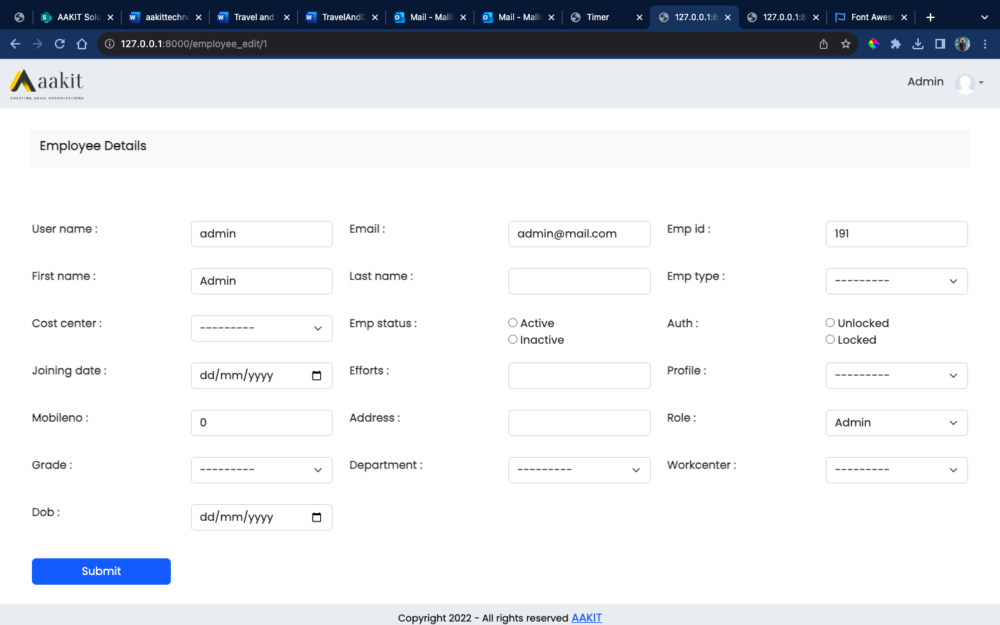 AAKIT Solu aakittechno Travel and TravelAndC Mail - Malli Mail - Malli Timer 127.0.0.1:8 127.0.0.1:8 Font Aweso
127.0.0.1:8000/employee_edit/1
aakit
CREATING AGILE ORGANIZATIONS
Admin
Employee Details
User name : admin Email : admin@mail.com Emp id : 191
First name : Admin Last name : Emp type : ---------
Cost center : --------- Emp status : Active Auth : Unlocked
Inactive Locked
Joining date : dd/mm/yyyy Efforts : Profile : ---------
Mobileno : 0 Address : Role : Admin
Grade : --------- Department : --------- Workcenter : ---------
Dob : dd/mm/yyyy
Submit
Copyright 2022 - All rights reserved AAKIT